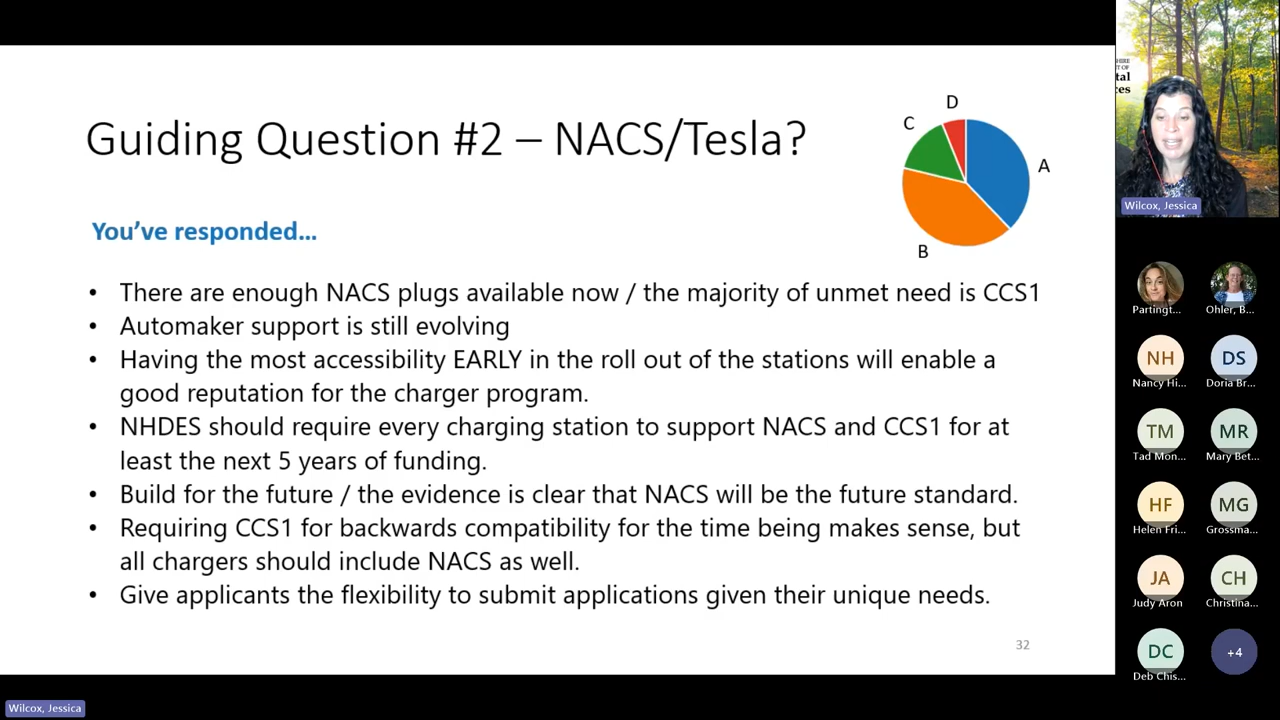 Guiding Question #2 – NACS/Tesla?
D
C
A
B
You've responded...
• There are enough NACS plugs available now / the majority of unmet need is CCS1
• Automaker support is still evolving
• Having the most accessibility EARLY in the roll out of the stations will enable a
good reputation for the charger program.
• NHDES should require every charging station to support NACS and CCS1 for at
least the next 5 years of funding.
• Build for the future / the evidence is clear that NACS will be the future standard.
• Requiring CCS1 for backwards compatibility for the time being makes sense, but
all chargers should include NACS as well.
• Give applicants the flexibility to submit applications given their unique needs.
32
Wilcox, Jessica
Partingt...
Ohler, B...
NH
Nancy Hi...
DS
Doria Br...
TM
Tad Mon...
MR
Mary Bet...
HF
Helen Fri...
MG
Grossma...
JA
Judy Aron
CH
Christina...
DC
Deb Chis...
+4
Wilcox, Jessica